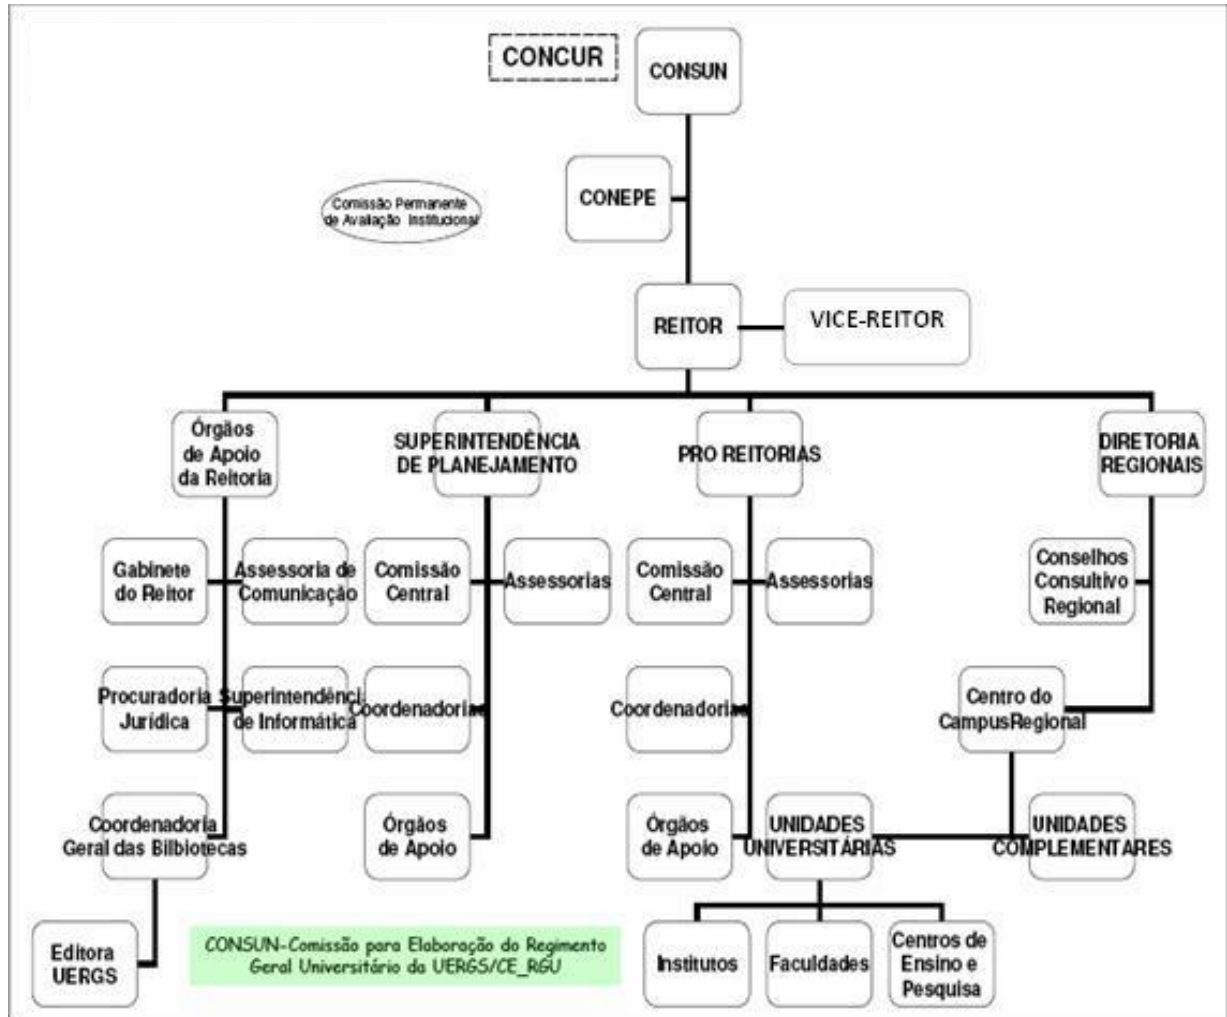 CONCUR
CONSUN
CONEPE
Comissão Permanente
de Avaliação Institucional
REITOR
VICE-REITOR
Órgãos
de Apoio
da Reitoria
SUPERINTENDÊNCIA
DE PLANEJAMENTO
PRO REITORIAS
DIRETORIA
REGIONAIS
Gabinete
do Reitor
Assessoria de
Comunicação
Comissão
Central
Assessorias
Comissão
Central
Assessorias
Conselhos
Consultivo
Regional
Procuradoria
Jurídica
Superintendênci
de Informática
Coordenadorias
Coordenadorias
Centro do
CampusRegional
Coordenadoria
Geral das Bilbiotecas
Órgãos
de Apoio
Órgãos
de Apoio
UNIDADES
UNIVERSITÁRIAS
UNIDADES
COMPLEMENTARES
Editora
UERGS
CONSUN-Comissão para Elaboração do Regimento
Geral Universitário da UERGS/CE_RGU
Institutos
Faculdades
Centros de
Ensino e
Pesquisa